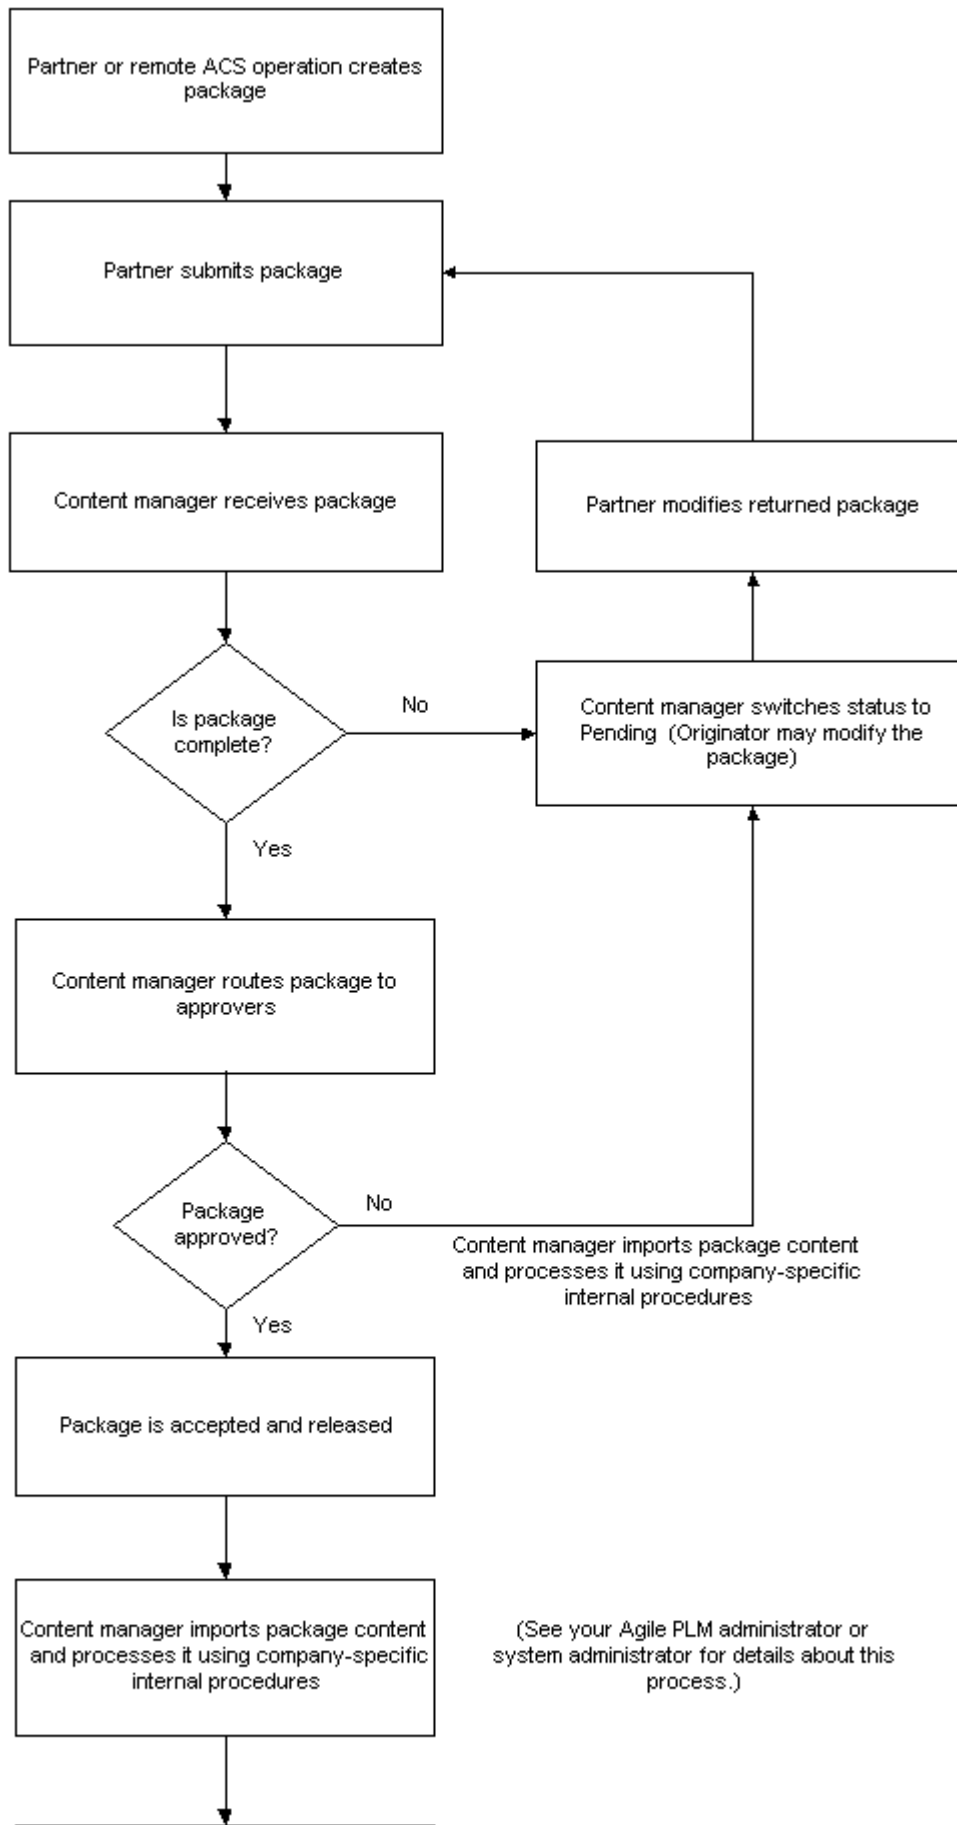 Partner or remote ACS operation creates
package
Partner submits package
Content manager receives package
Partner modifies returned package
Is package
complete?
No
Content manager switches status to
Pending (Originator may modify the
package)
Yes
Content manager routes package to
approvers
Package
approved?
No
Content manager imports package content
and processes it using company-specific
internal procedures
Yes
Package is accepted and released
Content manager imports package content
and processes it using company-specific
internal procedures
(See your Agile PLM administrator or
system administrator for details about this
process.)